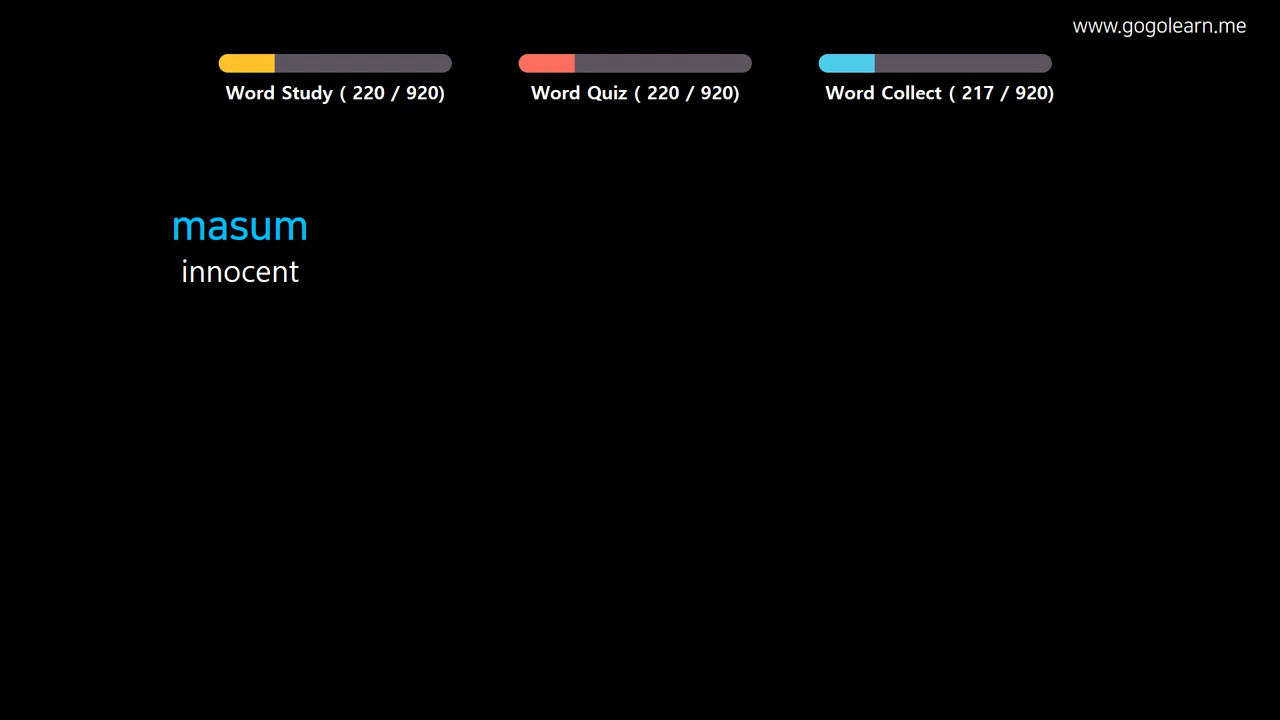 www.gogolearn.me
Word Study ( 220 / 920)
Word Quiz ( 220 / 920)
Word Collect ( 217 / 920)
masum
innocent